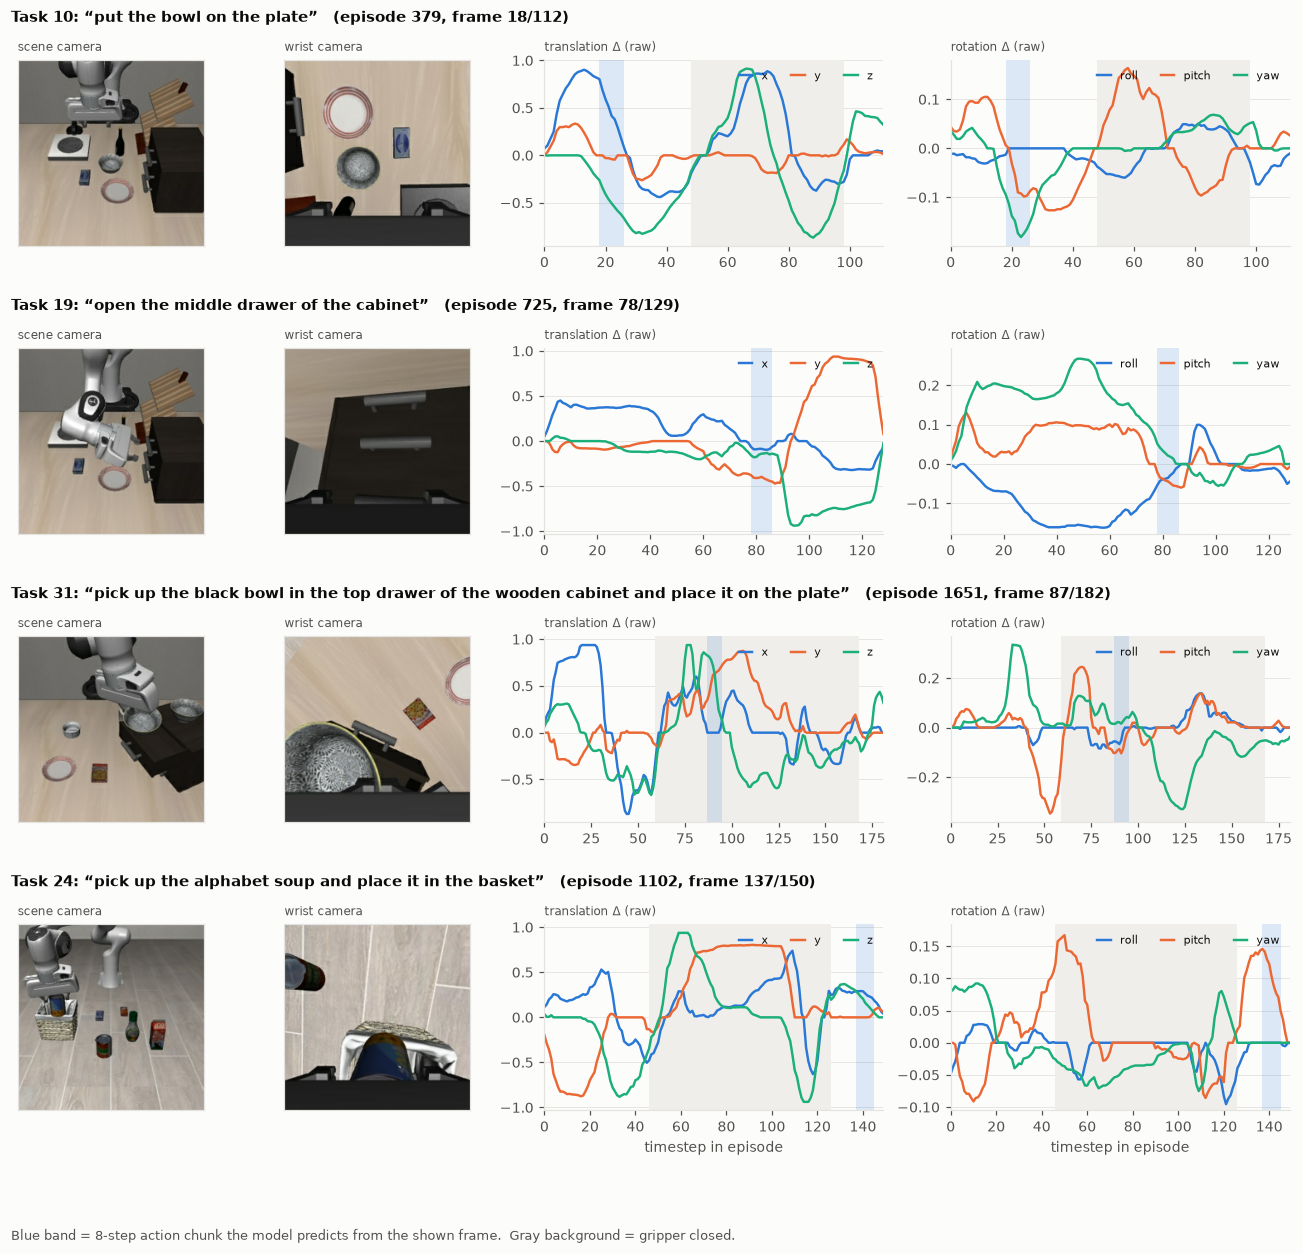 Task 10: “put the bowl on the plate” (episode 379, frame 18/112)
scene camera
wrist camera
translation Δ (raw)
rotation Δ (raw)
x y z
roll pitch yaw
1.0
0.5
0.0
−0.5
0 20 40 60 80 100
0.1
0.0
−0.1
0 20 40 60 80 100
Task 19: “open the middle drawer of the cabinet” (episode 725, frame 78/129)
scene camera
wrist camera
translation Δ (raw)
rotation Δ (raw)
x y z
roll pitch yaw
1.0
0.5
0.0
−0.5
−1.0
0 20 40 60 80 100 120
0.2
0.1
0.0
−0.1
0 20 40 60 80 100 120
Task 31: “pick up the black bowl in the top drawer of the wooden cabinet and place it on the plate” (episode 1651, frame 87/182)
scene camera
wrist camera
translation Δ (raw)
rotation Δ (raw)
x y z
roll pitch yaw
1.0
0.5
0.0
−0.5
0 25 50 75 100 125 150 175
0.2
0.0
−0.2
0 25 50 75 100 125 150 175
Task 24: “pick up the alphabet soup and place it in the basket” (episode 1102, frame 137/150)
scene camera
wrist camera
translation Δ (raw)
rotation Δ (raw)
x y z
roll pitch yaw
1.0
0.5
0.0
−0.5
−1.0
0 20 40 60 80 100 120 140
timestep in episode
0.15
0.10
0.05
0.00
−0.05
−0.10
0 20 40 60 80 100 120 140
timestep in episode
Blue band = 8-step action chunk the model predicts from the shown frame. Gray background = gripper closed.